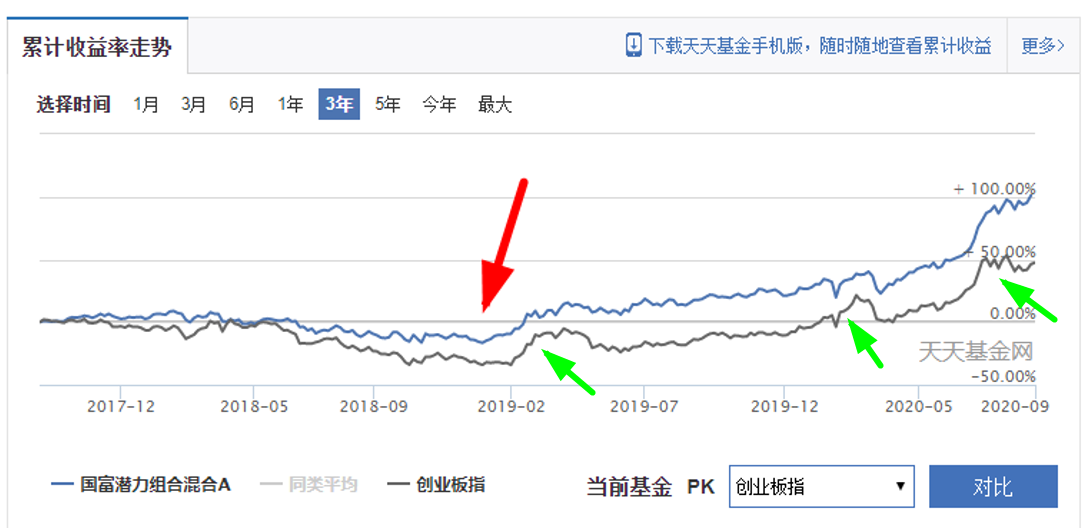 累计收益率走势
下载天天基金手机版，随时随地查看累计收益
更多>
选择时间 1月 3月 6月 1年 3年 5年 今年 最大
+ 100.00%
+ 50.00%
0.00%
天天基金网
-50.00%
2017-12 2018-05 2018-09 2019-02 2019-07 2019-12 2020-05 2020-09
国富潜力组合混合A 同类平均 创业板指 当前基金 PK 创业板指 对比